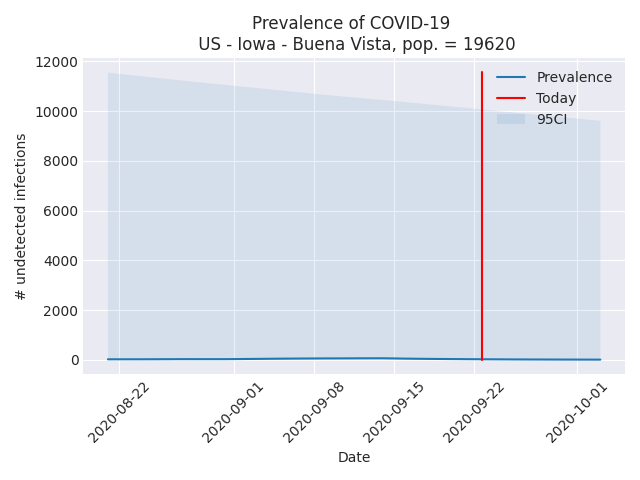 Prevalence of COVID-19
US - Iowa - Buena Vista, pop. = 19620
12000
10000
8000
6000
4000
2000
0
# undetected infections
Prevalence
Today
95CI
2020-08-22
2020-09-01
2020-09-08
2020-09-15
2020-09-22
2020-10-01
Date